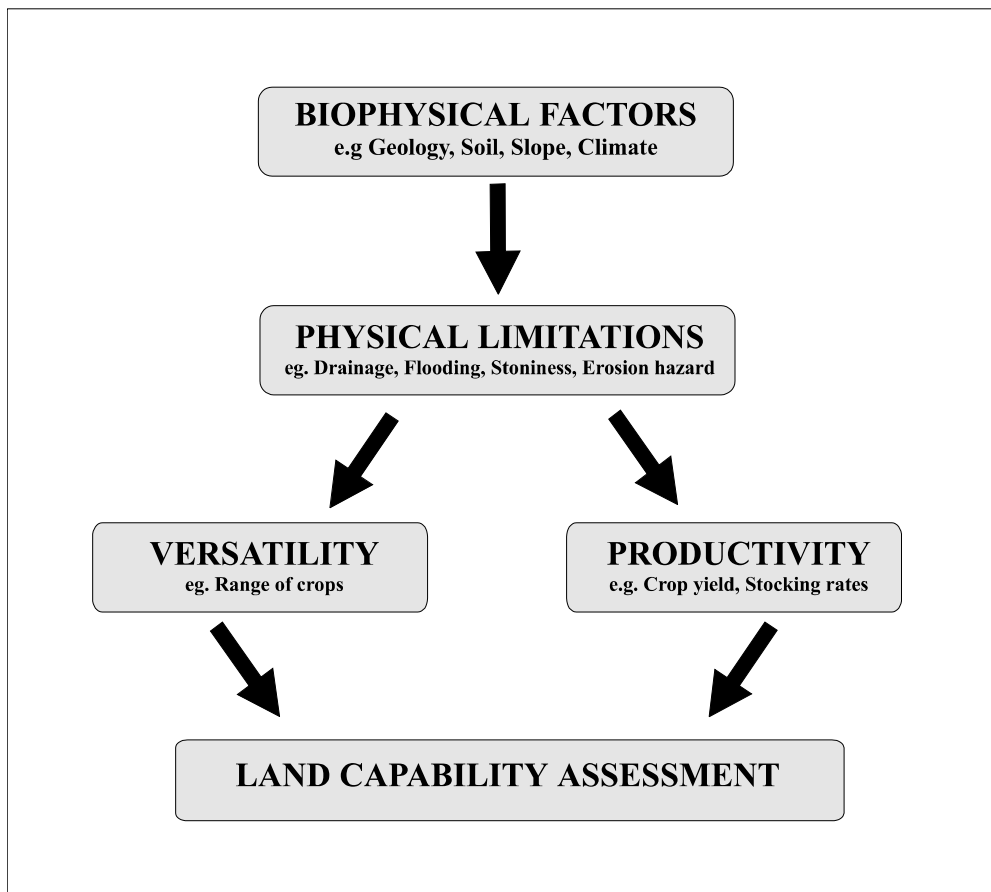 BIOPHYSICAL FACTORS
e.g Geology, Soil, Slope, Climate
PHYSICAL LIMITATIONS
eg. Drainage, Flooding, Stoniness, Erosion hazard
VERSATILITY
eg. Range of crops
PRODUCTIVITY
e.g. Crop yield, Stocking rates
LAND CAPABILITY ASSESSMENT